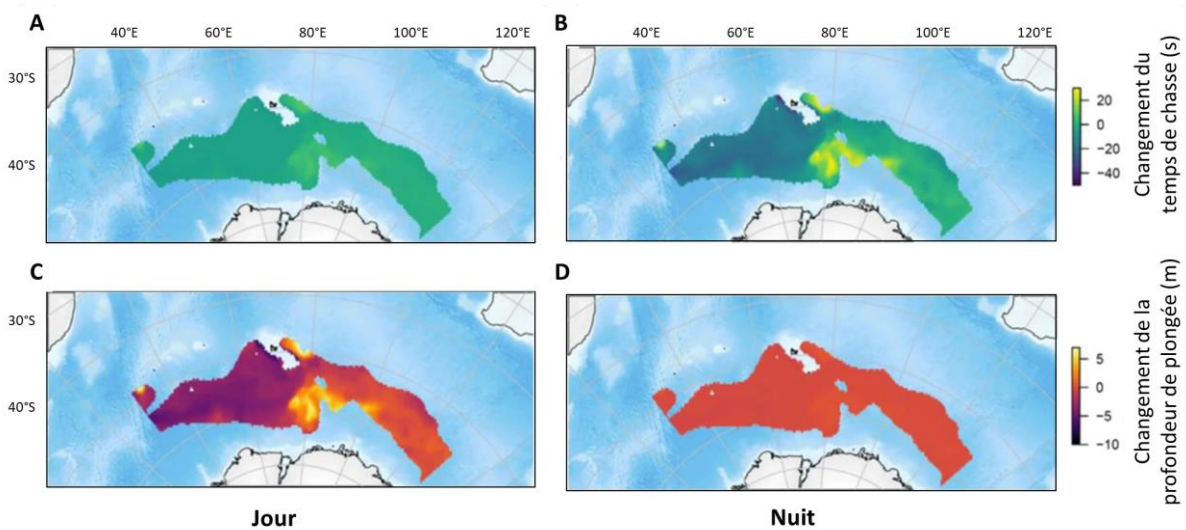 A
B
40°E 60°E 80°E 100°E 120°E
40°E 60°E 80°E 100°E 120°E
30°S
40°S
20
0
−20
−40
Changement du
temps de chasse (s)
C
D
30°S
40°S
5
0
−5
−10
Changement de la
profondeur de plongée (m)
Jour
Nuit